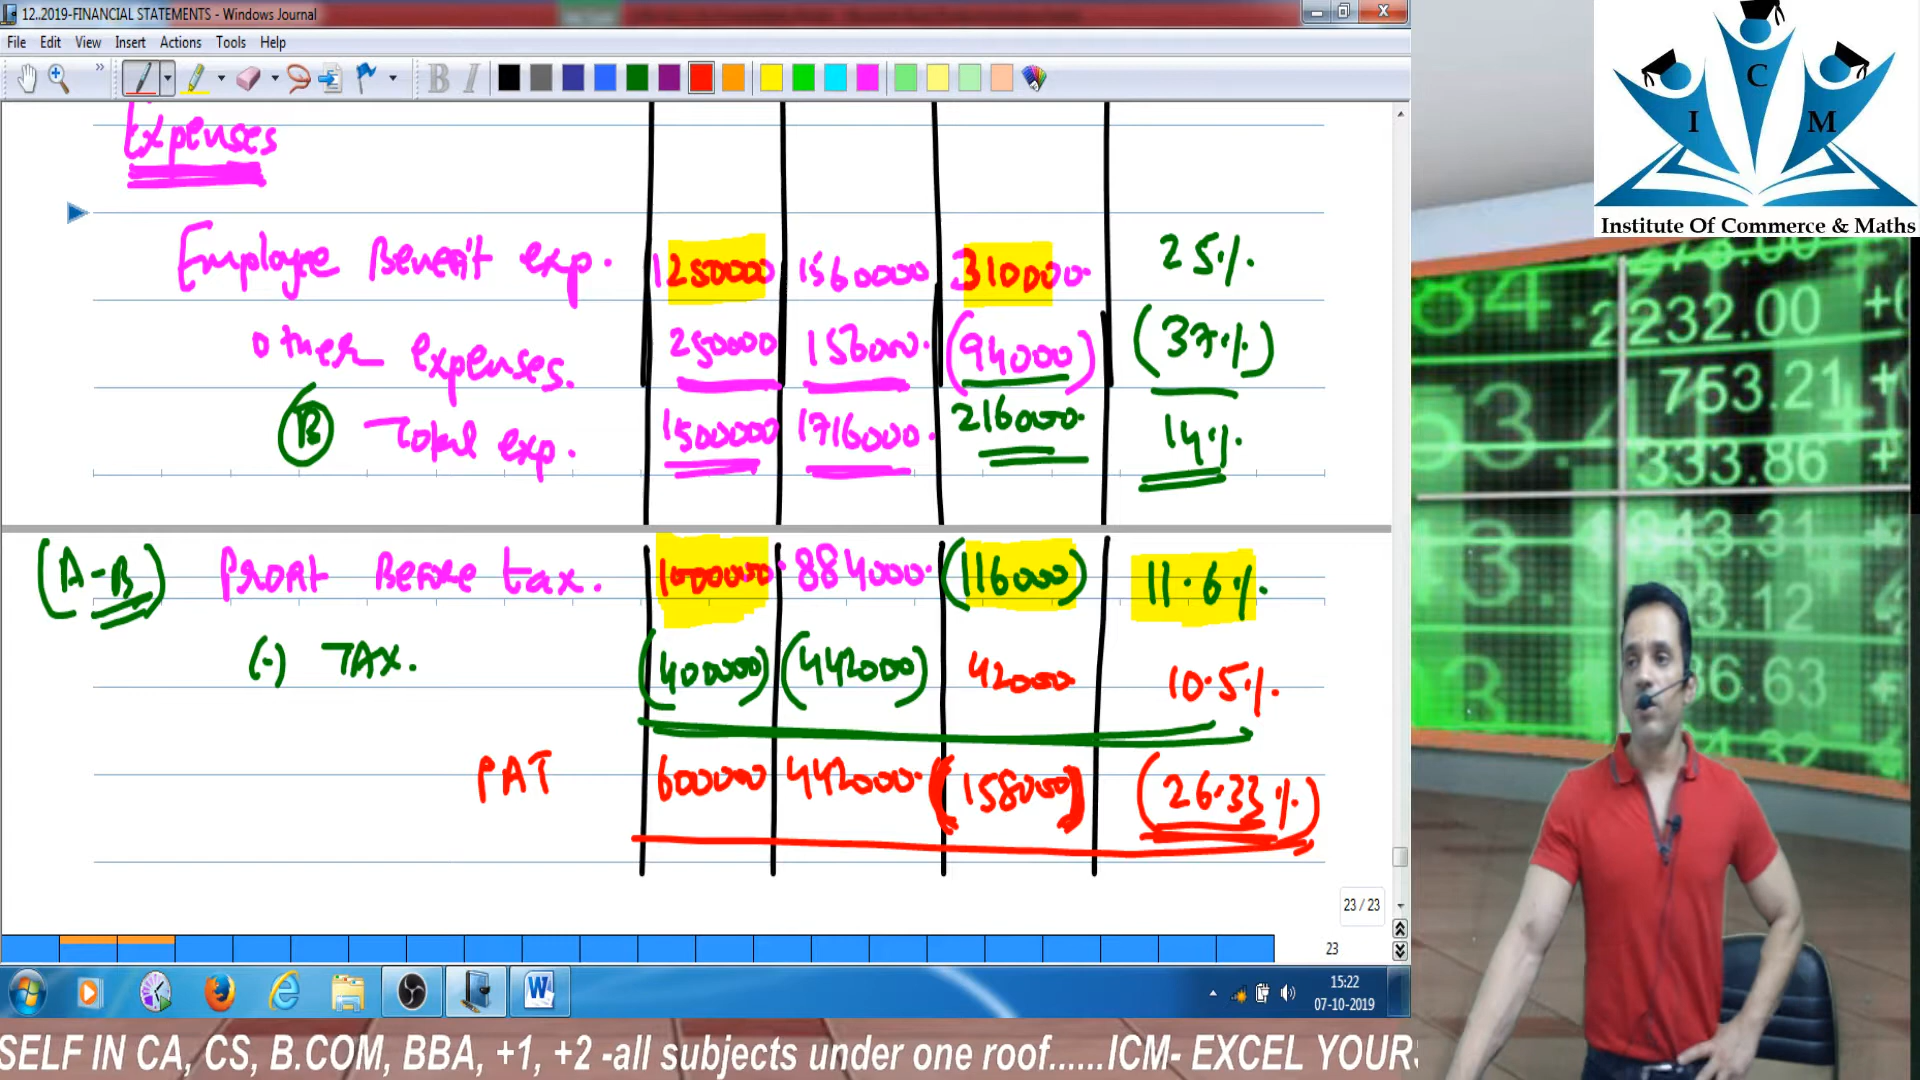 12..2019-FINANCIAL STATEMENTS - Windows Journal
File Edit View Insert Actions Tools Help
Expenses
Employee Benefit exp. 1250000 1560000 310000 25%.
other expenses. 250000 156000. (94000) (37%)
B Total exp. 1500000 1716000. 216000. 14%.
(A-B) Profit Before tax. 1000000. 884000. (116000) 11.6%.
(-) TAX. (400000) (442000) 42000. 10.5%.
PAT 600000 442000. (158000) (26.33%)
23 / 23
23
15:22
07-10-2019
I C M
Institute Of Commerce & Maths
2232.00
753.21
333.86
SELF IN CA, CS, B.COM, BBA, +1, +2 -all subjects under one roof......ICM- EXCEL YOURS